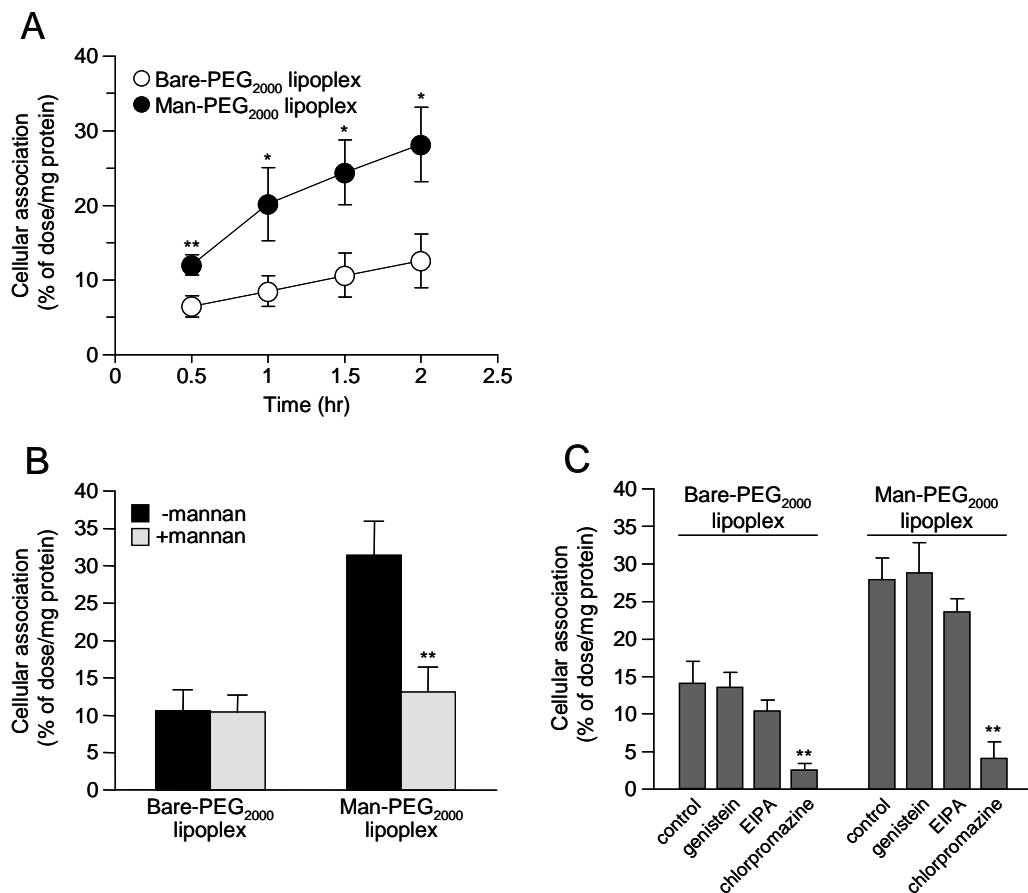 A
Cellular association
(% of dose/mg protein)
40
30
20
10
0
Bare-PEG2000 lipoplex
Man-PEG2000 lipoplex
**
*
*
*
0
0.5
1
1.5
2
2.5
Time (hr)
B
Cellular association
(% of dose/mg protein)
40
35
30
25
20
15
10
5
0
-mannan
+mannan
**
Bare-PEG2000
lipoplex
Man-PEG2000
lipoplex
C
Cellular association
(% of dose/mg protein)
40
35
30
25
20
15
10
5
0
Bare-PEG2000
lipoplex
Man-PEG2000
lipoplex
**
**
control
genistein
EIPA
chlorpromazine
control
genistein
EIPA
chlorpromazine